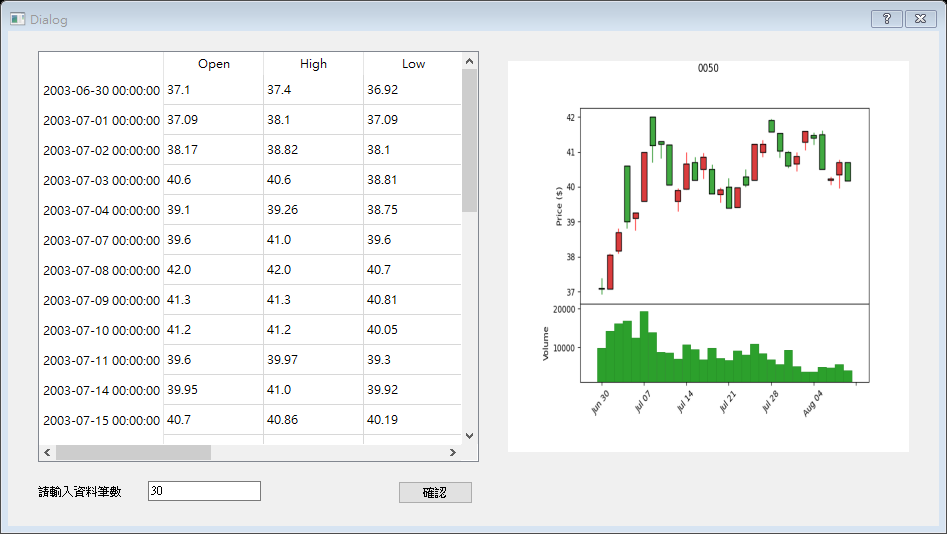 Dialog
Open High Low
2003-06-30 00:00:00 37.1 37.4 36.92
2003-07-01 00:00:00 37.09 38.1 37.09
2003-07-02 00:00:00 38.17 38.82 38.1
2003-07-03 00:00:00 40.6 40.6 38.81
2003-07-04 00:00:00 39.1 39.26 38.75
2003-07-07 00:00:00 39.6 41.0 39.6
2003-07-08 00:00:00 42.0 42.0 40.7
2003-07-09 00:00:00 41.3 41.3 40.81
2003-07-10 00:00:00 41.2 41.2 40.05
2003-07-11 00:00:00 39.6 39.97 39.3
2003-07-14 00:00:00 39.95 41.0 39.92
2003-07-15 00:00:00 40.7 40.86 40.19
請輸入資料筆數 30 確認
0050
Price ($)
42
41
40
39
38
37
Volume
20000
10000
Jun 30 Jul 07 Jul 14 Jul 21 Jul 28 Aug 04